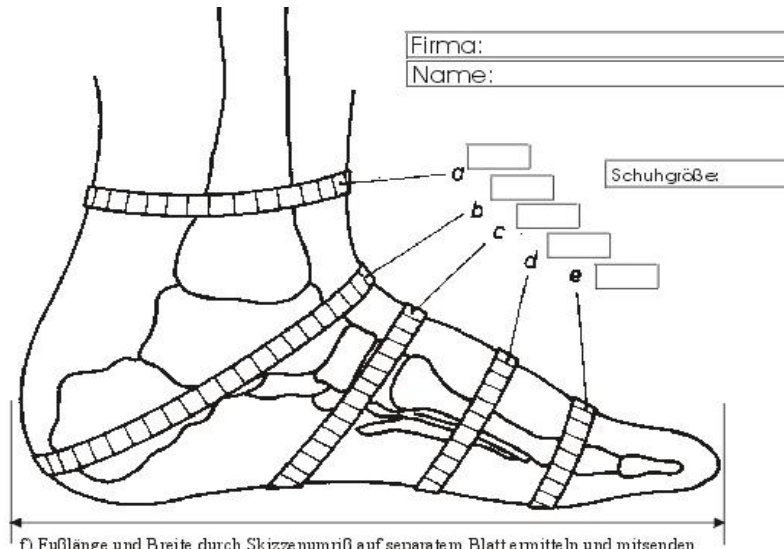 Firma:
Name:
a
Schuhgröße:
b
c
d
e
f) Fußlänge und Breite durch Skizzenumriß auf separatem Blatt ermitteln und mitsenden